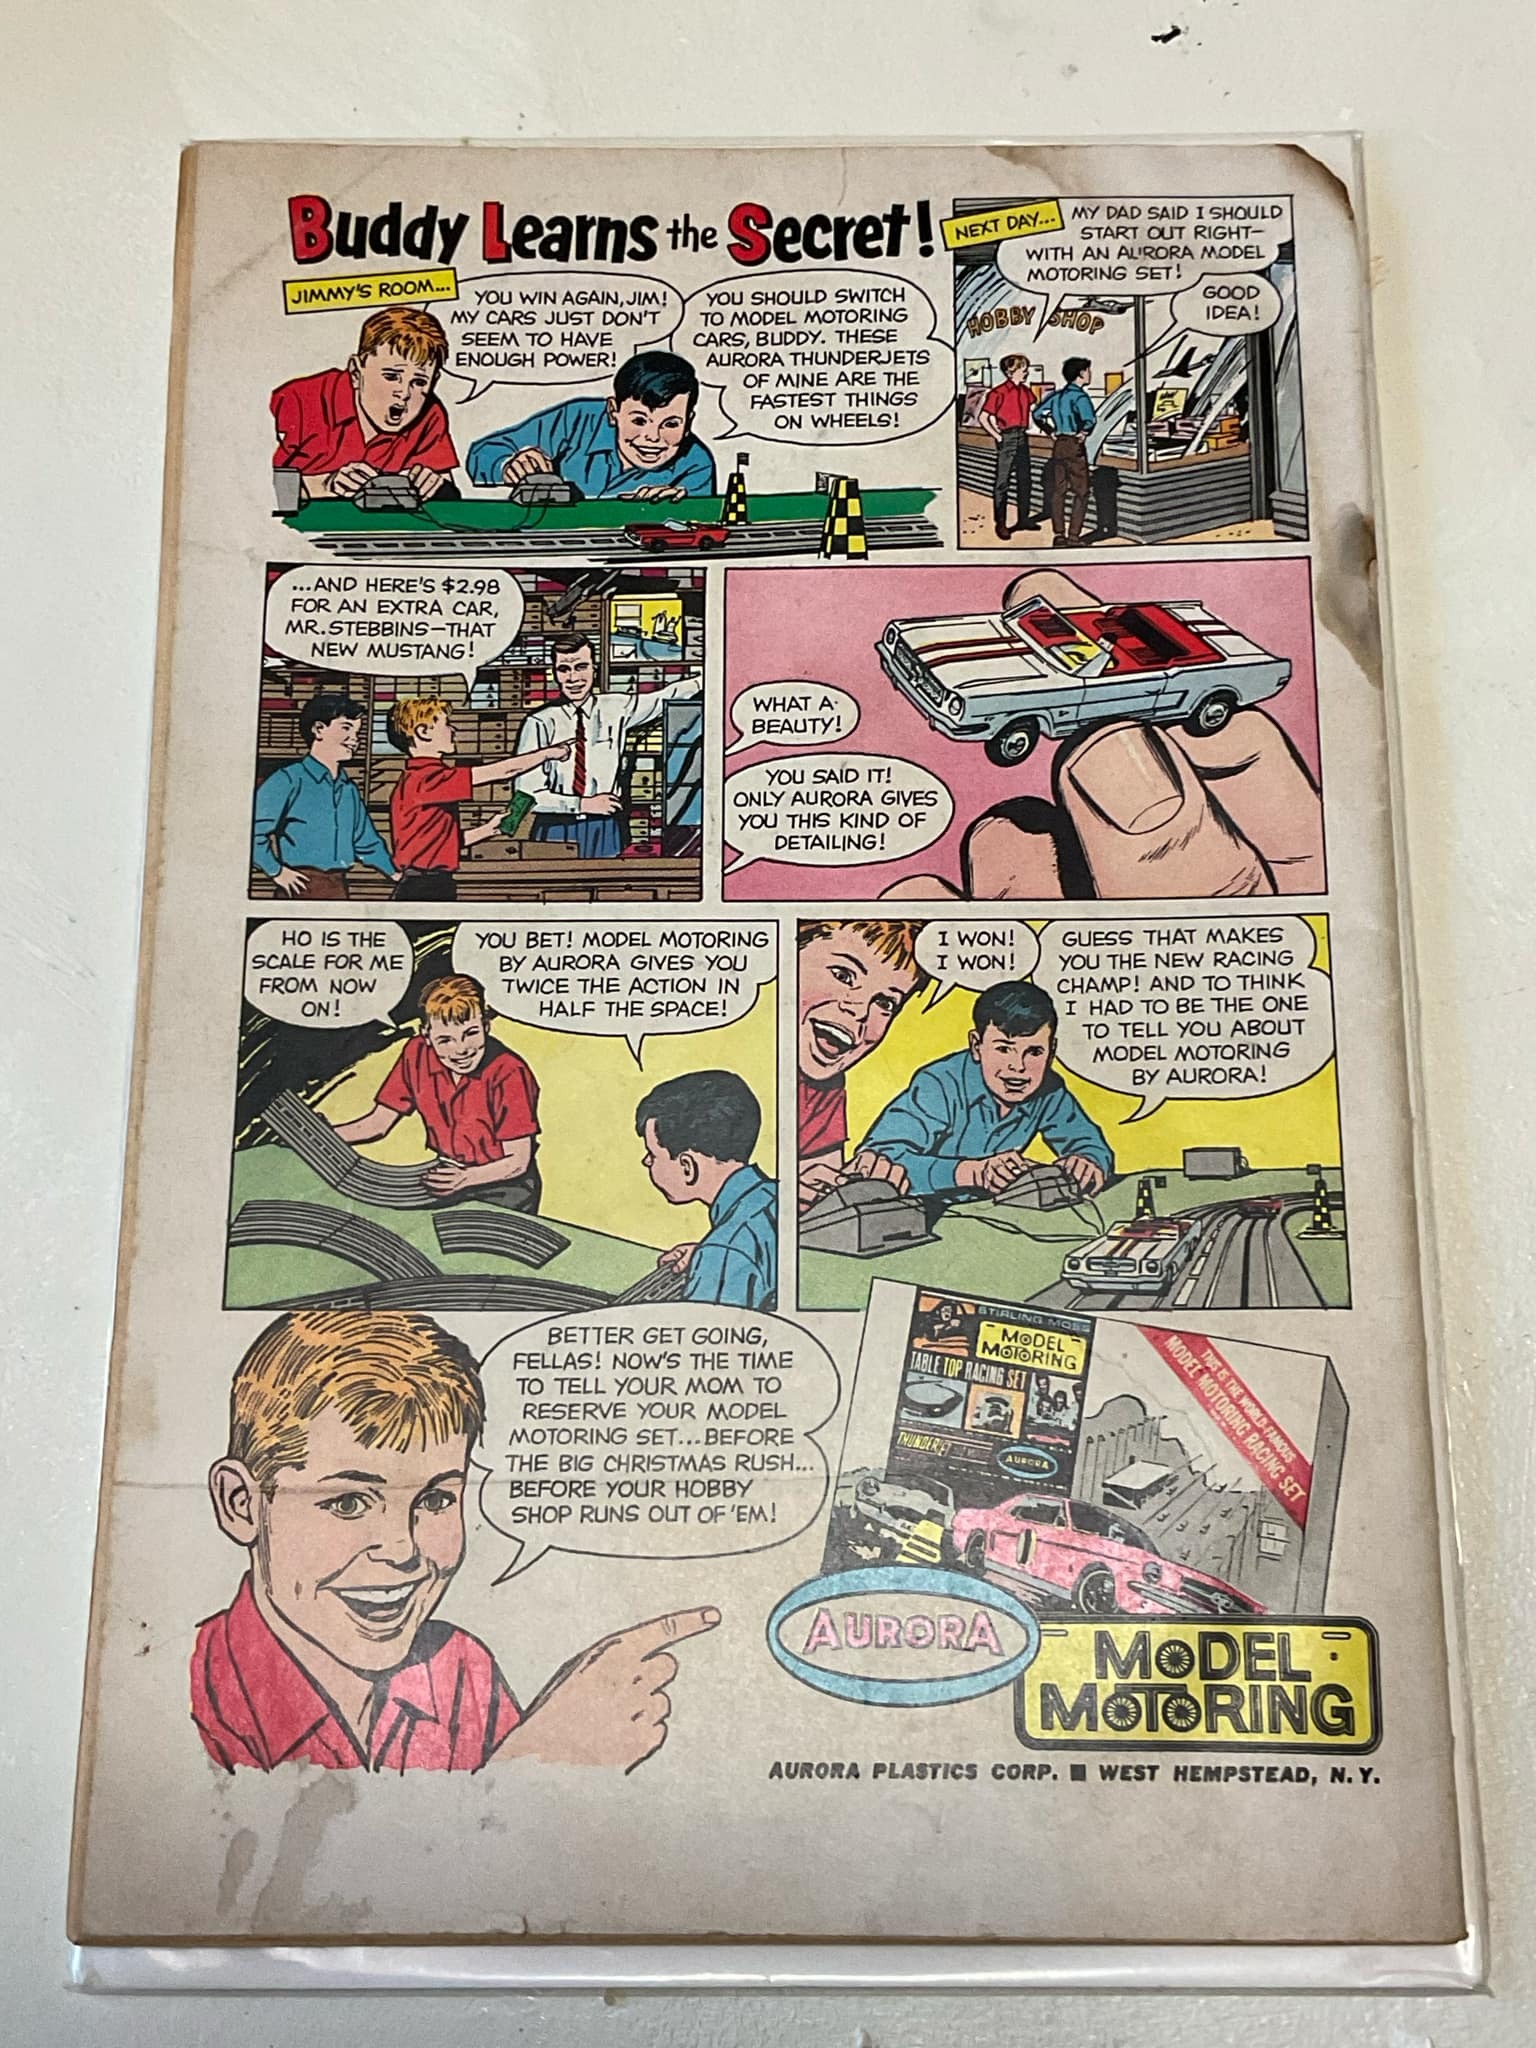 Buddy Learns the Secret!
JIMMY'S ROOM...
YOU WIN AGAIN, JIM!
MY CARS JUST DON'T
SEEM TO HAVE
ENOUGH POWER!
YOU SHOULD SWITCH
TO MODEL MOTORING
CARS, BUDDY. THESE
AURORA THUNDERJETS
OF MINE ARE THE
FASTEST THINGS
ON WHEELS!
NEXT DAY...
MY DAD SAID I SHOULD
START OUT RIGHT—
WITH AN AURORA MODEL
MOTORING SET!
GOOD
IDEA!
HOBBY SHOP
...AND HERE'S $2.98
FOR AN EXTRA CAR,
MR. STEBBINS—THAT
NEW MUSTANG!
WHAT A
BEAUTY!
YOU SAID IT!
ONLY AURORA GIVES
YOU THIS KIND OF
DETAILING!
HO IS THE
SCALE FOR ME
FROM NOW
ON!
YOU BET! MODEL MOTORING
BY AURORA GIVES YOU
TWICE THE ACTION IN
HALF THE SPACE!
I WON!
I WON!
GUESS THAT MAKES
YOU THE NEW RACING
CHAMP! AND TO THINK
I HAD TO BE THE ONE
TO TELL YOU ABOUT
MODEL MOTORING
BY AURORA!
BETTER GET GOING,
FELLAS! NOW'S THE TIME
TO TELL YOUR MOM TO
RESERVE YOUR MODEL
MOTORING SET...BEFORE
THE BIG CHRISTMAS RUSH...
BEFORE YOUR HOBBY
SHOP RUNS OUT OF 'EM!
STIRLING MOSS
MODEL
MOTORING
TABLE TOP RACING SET
THUNDERJET
AURORA
THIS IS THE WORLD-FAMOUS
MODEL MOTORING RACING SET
AURORA
MODEL
MOTORING
AURORA PLASTICS CORP. ■ WEST HEMPSTEAD, N.Y.